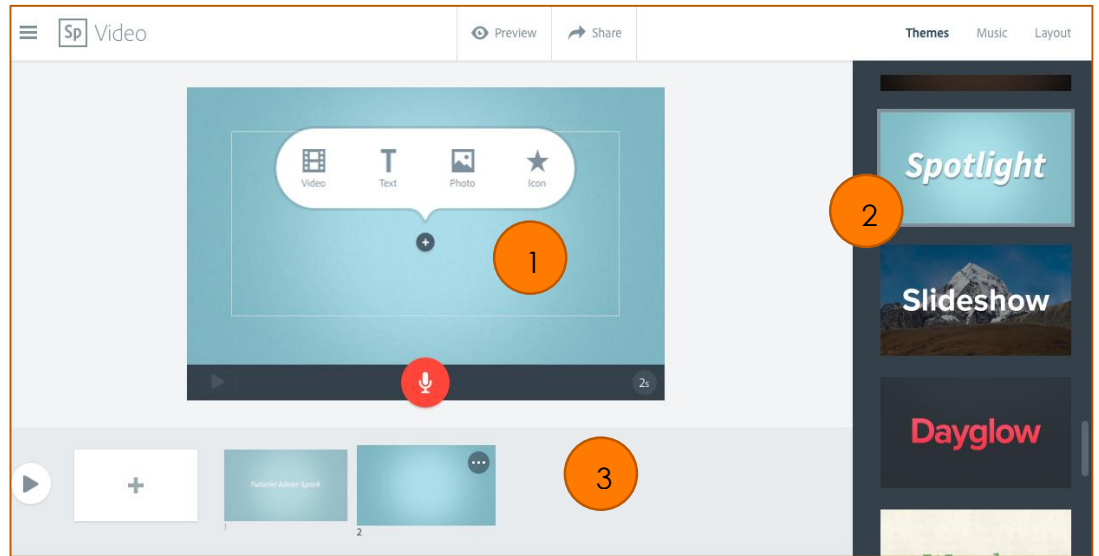 Sp Video
Preview
Share
Themes Music Layout
Video Text Photo Icon
1
2s
Spotlight
2
Slideshow
Dayglow
Tutoriel Adobe Spark
1
2
3